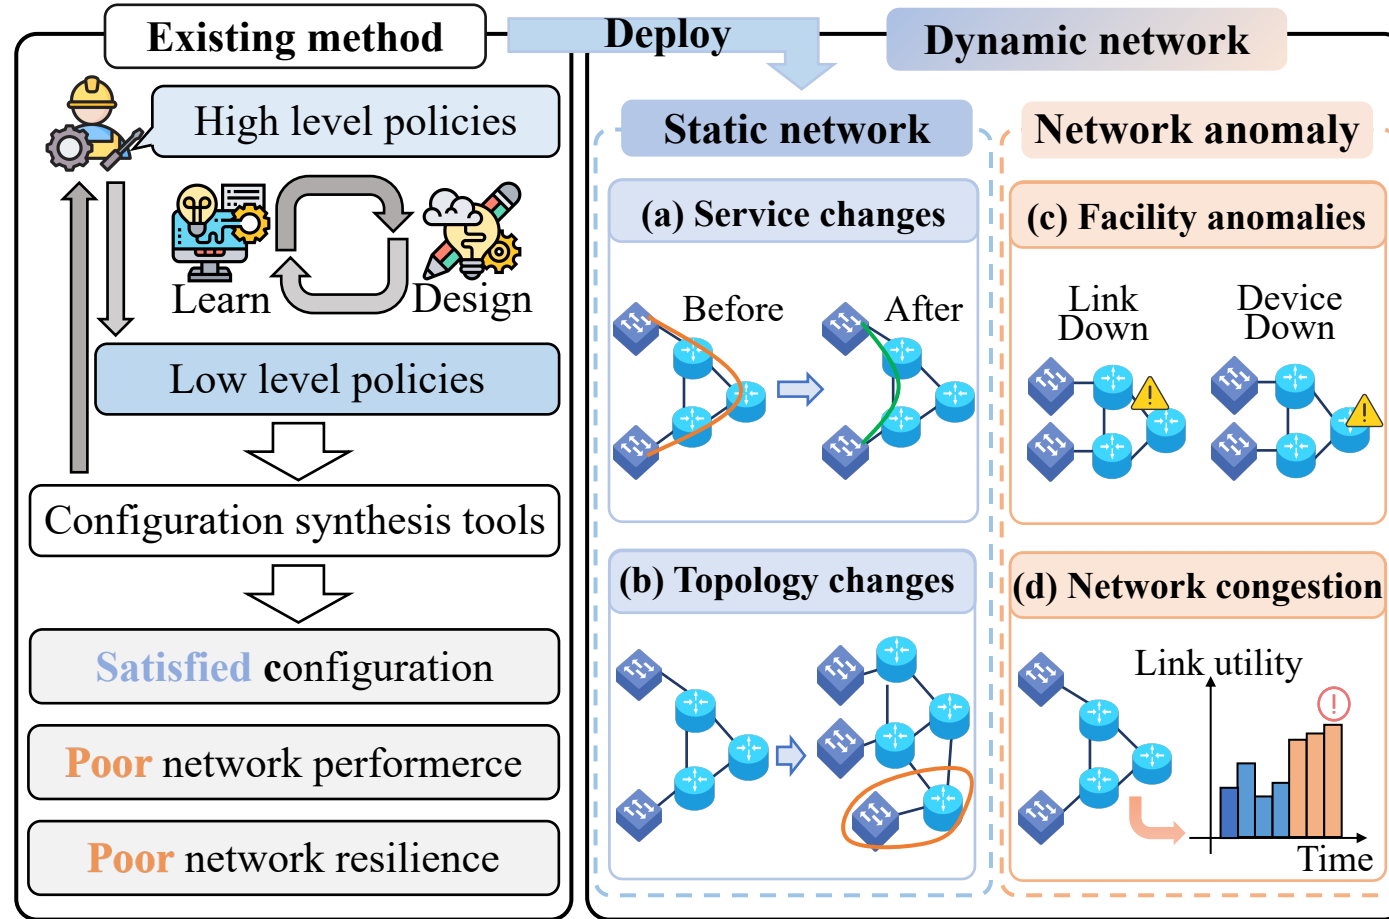 Existing method
High level policies
Learn
Design
Low level policies
Configuration synthesis tools
Satisfied configuration
Poor network performerce
Poor network resilience
Deploy
Dynamic network
Static network
(a) Service changes
Before
After
(b) Topology changes
Network anomaly
(c) Facility anomalies
Link
Down
Device
Down
(d) Network congestion
Link utility
Time